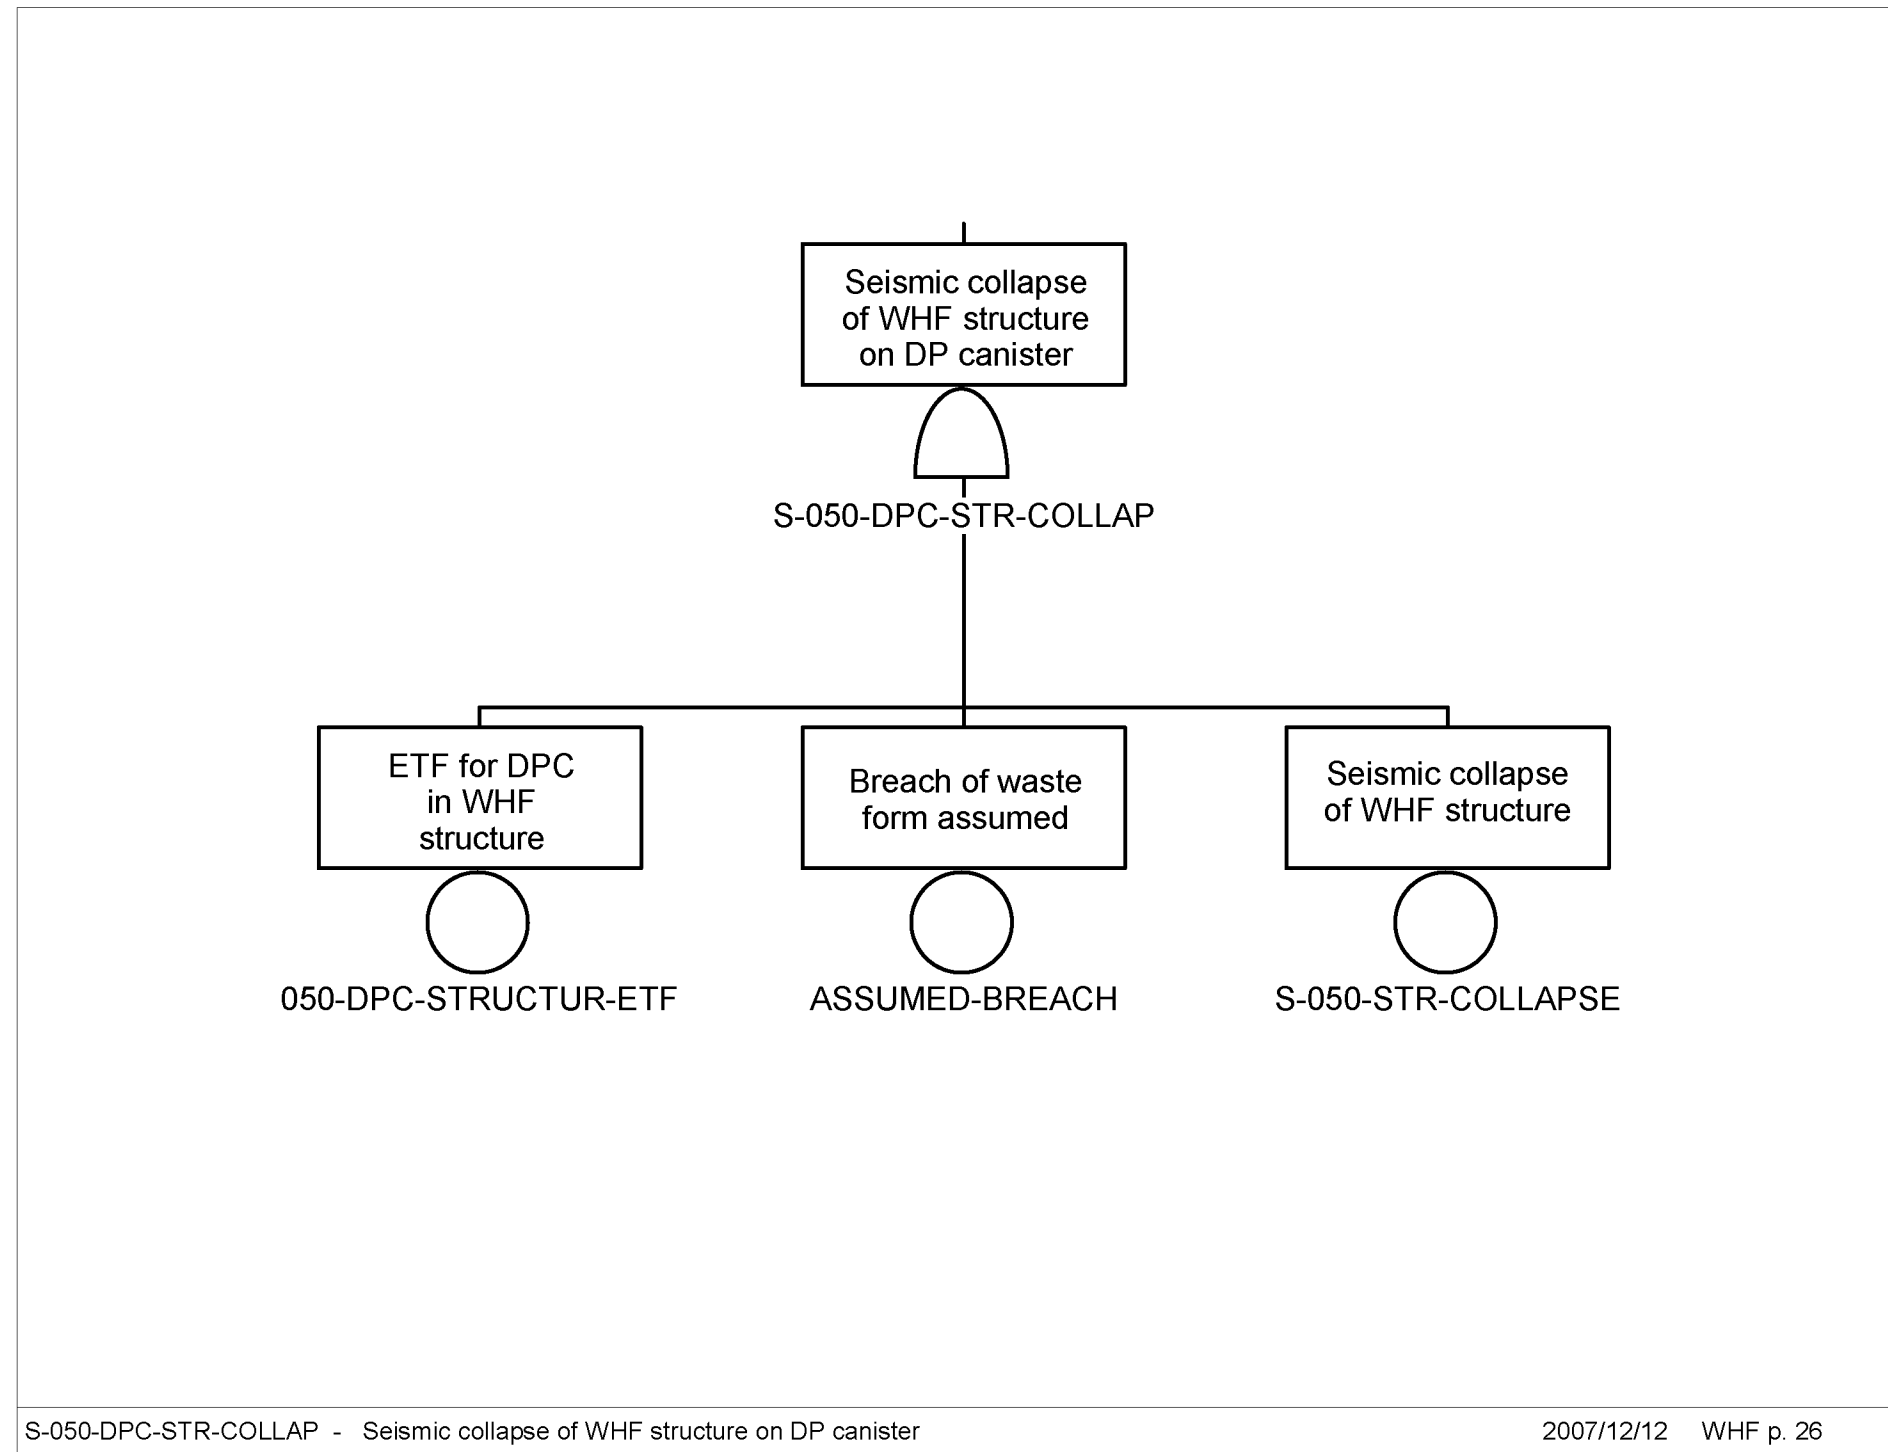 Seismic collapse
of WHF structure
on DP canister
S-050-DPC-STR-COLLAP
ETF for DPC
in WHF
structure
050-DPC-STRUCTUR-ETF
Breach of waste
form assumed
ASSUMED-BREACH
Seismic collapse
of WHF structure
S-050-STR-COLLAPSE
S-050-DPC-STR-COLLAP - Seismic collapse of WHF structure on DP canister
2007/12/12 WHF p. 26